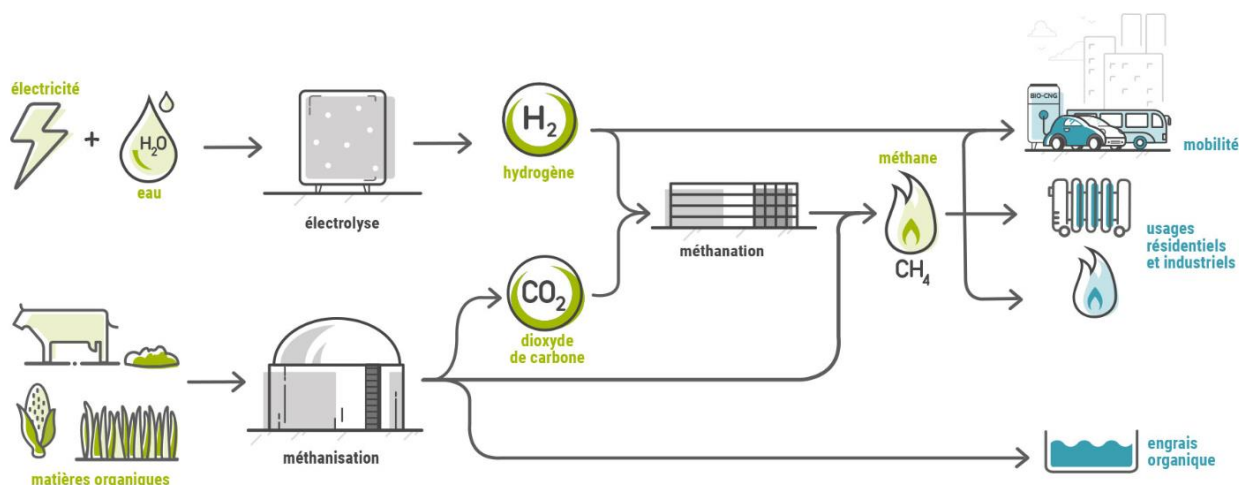 électricité
+
H₂O
eau
électrolyse
H₂
hydrogène
méthanation
méthane
CH₄
BIO-CNG
mobilité
usages
résidentiels
et industriels
CO₂
dioxyde
de carbone
matières organiques
méthanisation
engrais
organique